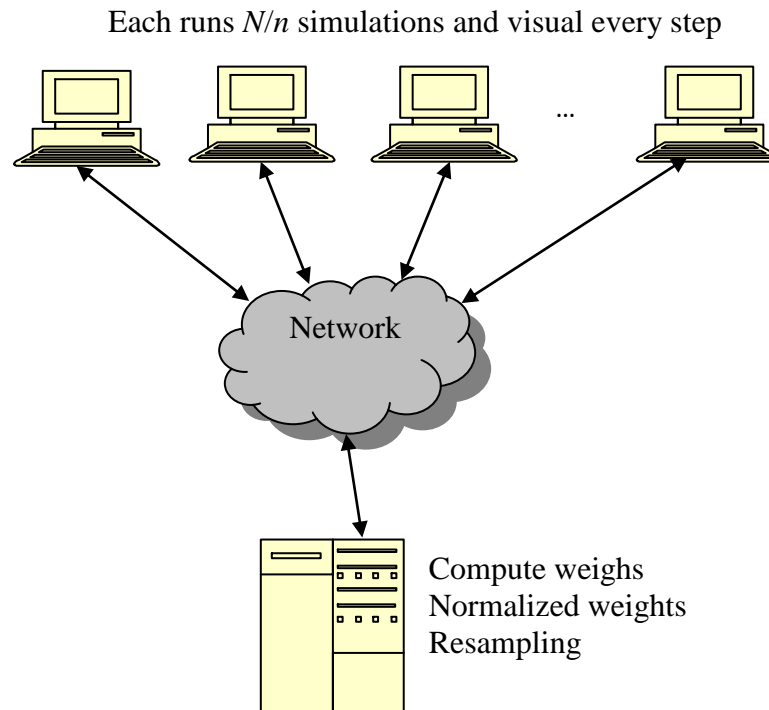 Each runs N/n simulations and visual every step
...
Network
Compute weighs
Normalized weights
Resampling